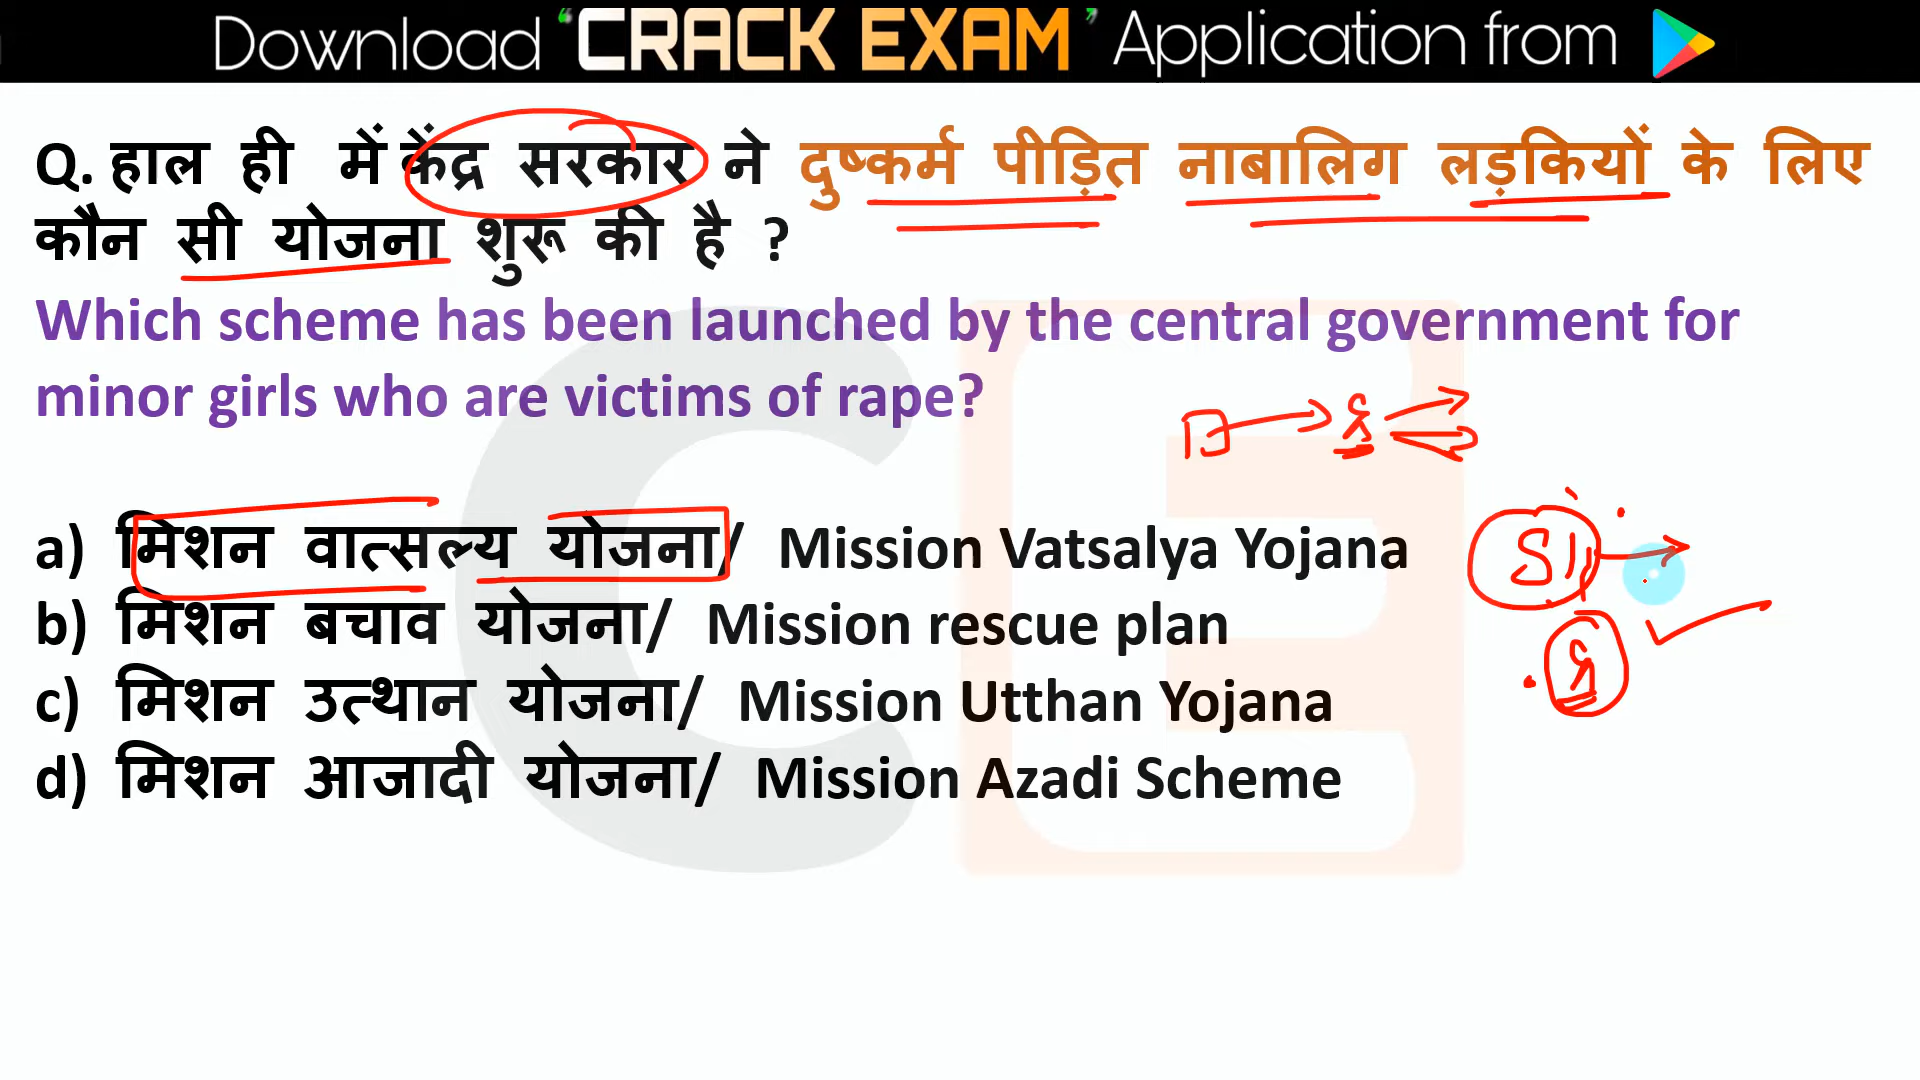 Download “CRACK EXAM” Application from
Q. हाल ही में केंद्र सरकार ने दुष्कर्म पीड़ित नाबालिग लड़कियों के लिए
कौन सी योजना शुरू की है ?
Which scheme has been launched by the central government for
minor girls who are victims of rape?
a) मिशन वात्सल्य योजना/ Mission Vatsalya Yojana
b) मिशन बचाव योजना/ Mission rescue plan
c) मिशन उत्थान योजना/ Mission Utthan Yojana
d) मिशन आजादी योजना/ Mission Azadi Scheme